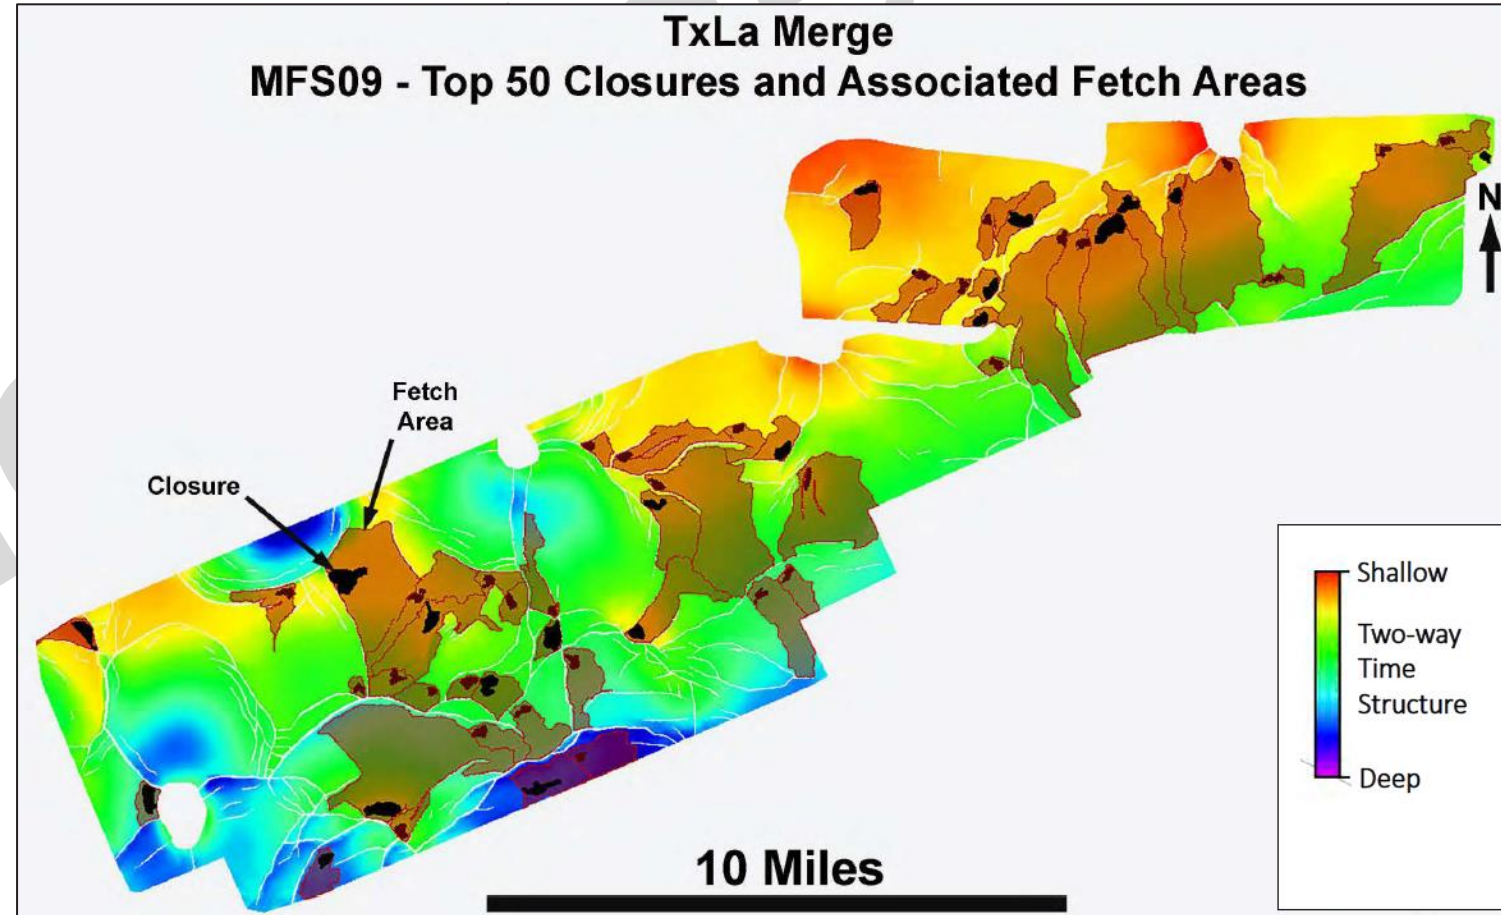 TxLa Merge
MFS09 - Top 50 Closures and Associated Fetch Areas
N
Fetch
Area
Closure
Shallow
Two-way
Time
Structure
Deep
10 Miles